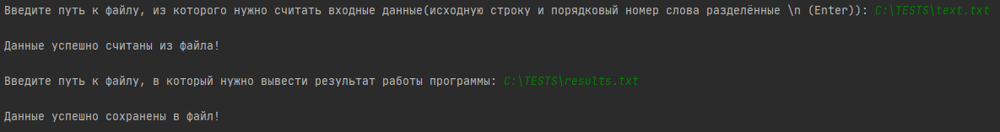 Введите путь к файлу, из которого нужно считать входные данные(исходную строку и порядковый номер слова разделённые \n (Enter)): C:\TESTS\text.txt
Данные успешно считаны из файла!
Введите путь к файлу, в который нужно вывести результат работы программы: C:\TESTS\results.txt
Данные успешно сохранены в файл!